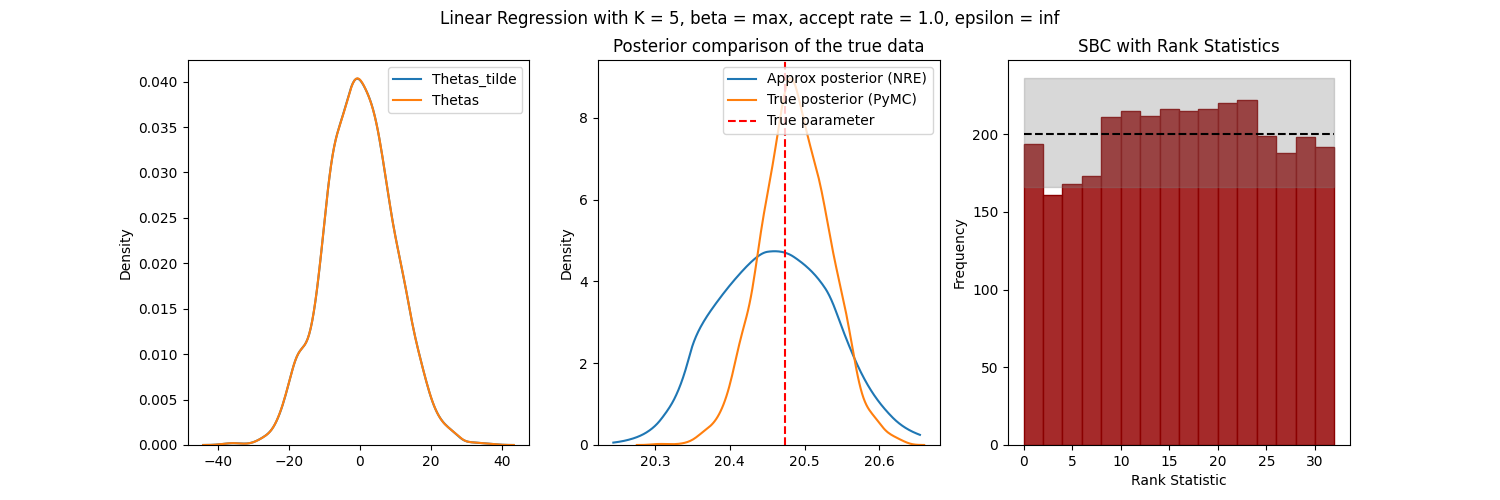 Linear Regression with K = 5, beta = max, accept rate = 1.0, epsilon = inf
Density
0.040
0.035
0.030
0.025
0.020
0.015
0.010
0.005
0.000
−40
−20
0
20
40
Thetas_tilde
Thetas
Posterior comparison of the true data
Density
8
6
4
2
0
20.3
20.4
20.5
20.6
Approx posterior (NRE)
True posterior (PyMC)
True parameter
SBC with Rank Statistics
Frequency
200
150
100
50
0
0
5
10
15
20
25
30
Rank Statistic